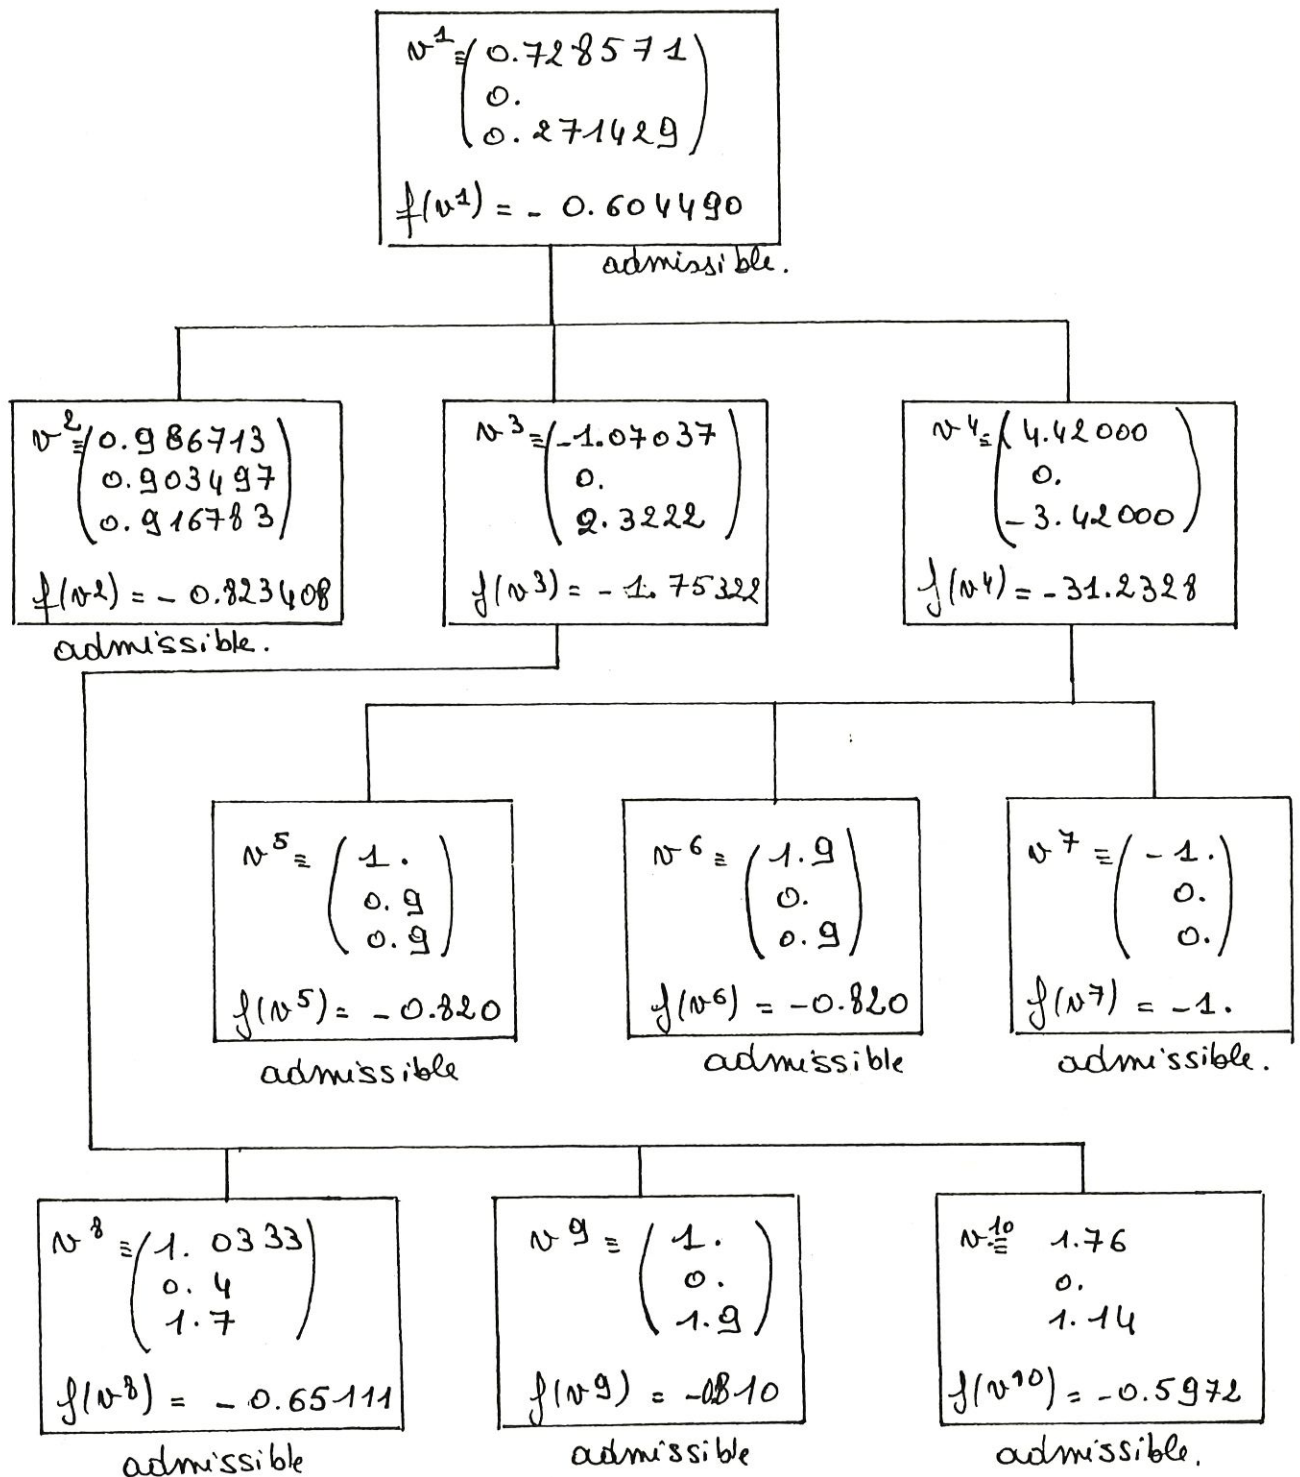 v¹ ≡ ( 0.728571
0.
0.271429 )
f(v¹) = - 0.604490
admissible.
v² ≡ ( 0.986713
0.903497
0.916783 )
f(v²) = - 0.823408
admissible.
v³ ≡ ( -1.07037
0.
2.3222 )
f(v³) = - 1.75322
v⁴ ≡ ( 4.42000
0.
-3.42000 )
f(v⁴) = -31.2328
v⁵ ≡ ( 1.
0.9
0.9 )
f(v⁵) = - 0.820
admissible
v⁶ ≡ ( 1.9
0.
0.9 )
f(v⁶) = -0.820
admissible
v⁷ ≡ ( -1.
0.
0. )
f(v⁷) = -1.
admissible.
v⁸ ≡ ( 1.0333
0.4
1.7 )
f(v⁸) = - 0.65111
admissible
v⁹ ≡ ( 1.
0.
1.9 )
f(v⁹) = -0810
admissible
v¹⁰ ≡ 1.76
0.
1.14
f(v¹⁰) = -0.5972
admissible.